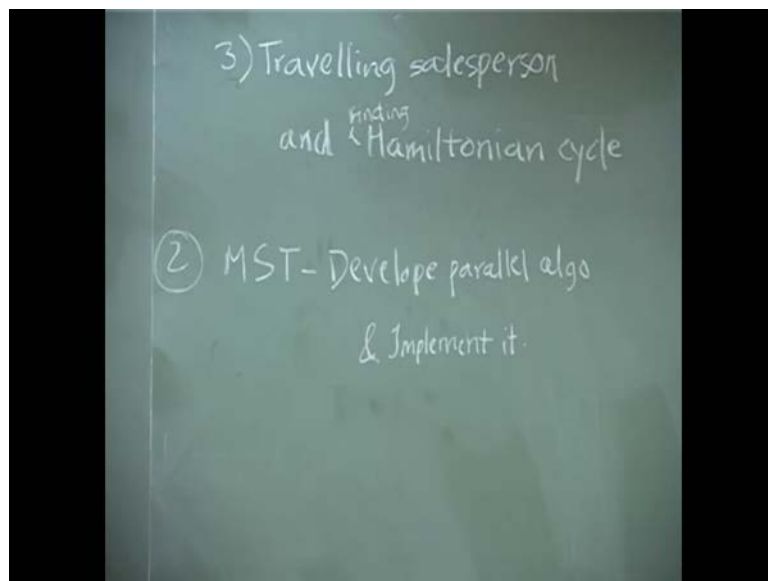 3) Travelling salesperson
and finding Hamiltonian cycle
2 MST - Develope parallel algo
& Implement it.